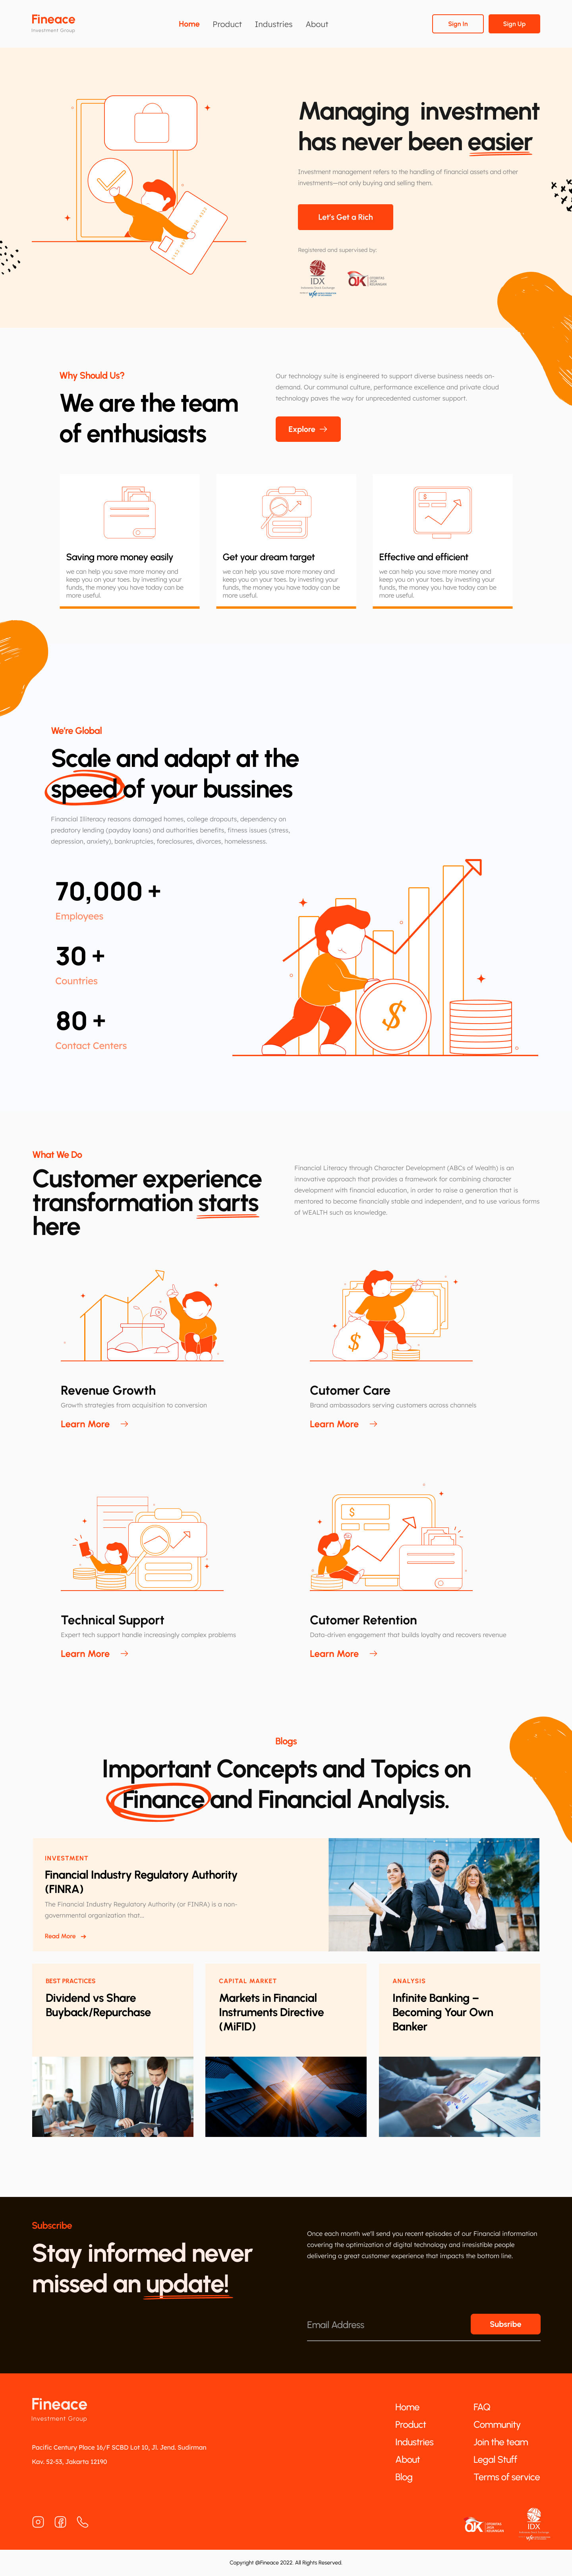 Fineace
Investment Group
Home
Product
Industries
About
Sign In
Sign Up
Managing investment
has never been easier
Investment management refers to the handling of financial assets and other
investments—not only buying and selling them.
Let's Get a Rich
Registered and supervised by:
IDX
Indonesia Stock Exchange
OJK
OTORITAS
JASA
KEUANGAN
Why Should Us?
We are the team
of enthusiasts
Our technology suite is engineered to support diverse business needs on-
demand. Our communal culture, performance excellence and private cloud
technology paves the way for unprecedented customer support.
Explore
$
Saving more money easily
we can help you save more money and
keep you on your toes. by investing your
funds, the money you have today can be
more useful.
Get your dream target
we can help you save more money and
keep you on your toes. by investing your
funds, the money you have today can be
more useful.
Effective and efficient
we can help you save more money and
keep you on your toes. by investing your
funds, the money you have today can be
more useful.
We're Global
Scale and adapt at the
speed of your bussines
Financial Illiteracy reasons damaged homes, college dropouts, dependency on
predatory lending (payday loans) and authorities benefits, fitness issues (stress,
depression, anxiety), bankruptcies, foreclosures, divorces, homelessness.
70,000 +
Employees
30 +
Countries
80 +
Contact Centers
$
What We Do
Customer experience
transformation starts
here
Financial Literacy through Character Development (ABCs of Wealth) is an
innovative approach that provides a framework for combining character
development with financial education, in order to raise a generation that is
mentored to become financially stable and independent, and to use various forms
of WEALTH such as knowledge.
$
Revenue Growth
Growth strategies from acquisition to conversion
Learn More
Cutomer Care
Brand ambassadors serving customers across channels
Learn More
$
Technical Support
Expert tech support handle increasingly complex problems
Learn More
Cutomer Retention
Data-driven engagement that builds loyalty and recovers revenue
Learn More
Blogs
Important Concepts and Topics on
Finance and Financial Analysis.
INVESTMENT
Financial Industry Regulatory Authority
(FINRA)
The Financial Industry Regulatory Authority (or FINRA) is a non-
governmental organization that...
Read More
BEST PRACTICES
Dividend vs Share
Buyback/Repurchase
CAPITAL MARKET
Markets in Financial
Instruments Directive
(MiFID)
ANALYSIS
Infinite Banking –
Becoming Your Own
Banker
Subscribe
Stay informed never
missed an update!
Once each month we'll send you recent episodes of our Financial information
covering the optimization of digital technology and irresistible people
delivering a great customer experience that impacts the bottom line.
Email Address
Subsribe
Fineace
Investment Group
Pacific Century Place 16/F SCBD Lot 10, Jl. Jend. Sudirman
Kav. 52-53, Jakarta 12190
Home
Product
Industries
About
Blog
FAQ
Community
Join the team
Legal Stuff
Terms of service
OJK
OTORITAS
JASA
KEUANGAN
IDX
Indonesia Stock Exchange
Copyright @Fineace 2022. All Rights Reserved.